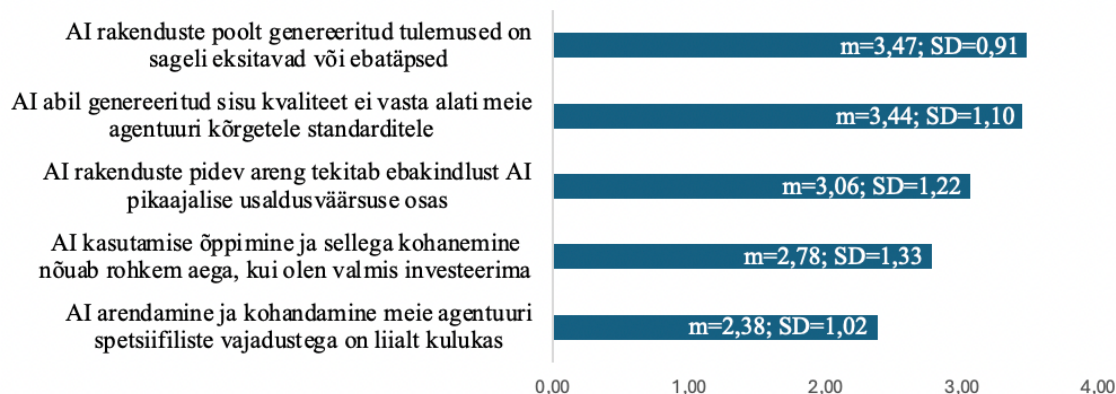 AI rakenduste poolt genereeritud tulemused on
sageli eksitavad või ebatäpsed
m=3,47; SD=0,91
AI abil genereeritud sisu kvaliteet ei vasta alati meie
agentuuri kõrgetele standarditele
m=3,44; SD=1,10
AI rakenduste pidev areng tekitab ebakindlust AI
pikaajalise usaldusväärsuse osas
m=3,06; SD=1,22
AI kasutamise õppimine ja sellega kohanemine
nõuab rohkem aega, kui olen valmis investeerima
m=2,78; SD=1,33
AI arendamine ja kohandamine meie agentuuri
spetsiifiliste vajadustega on liialt kulukas
m=2,38; SD=1,02
0,00 1,00 2,00 3,00 4,00